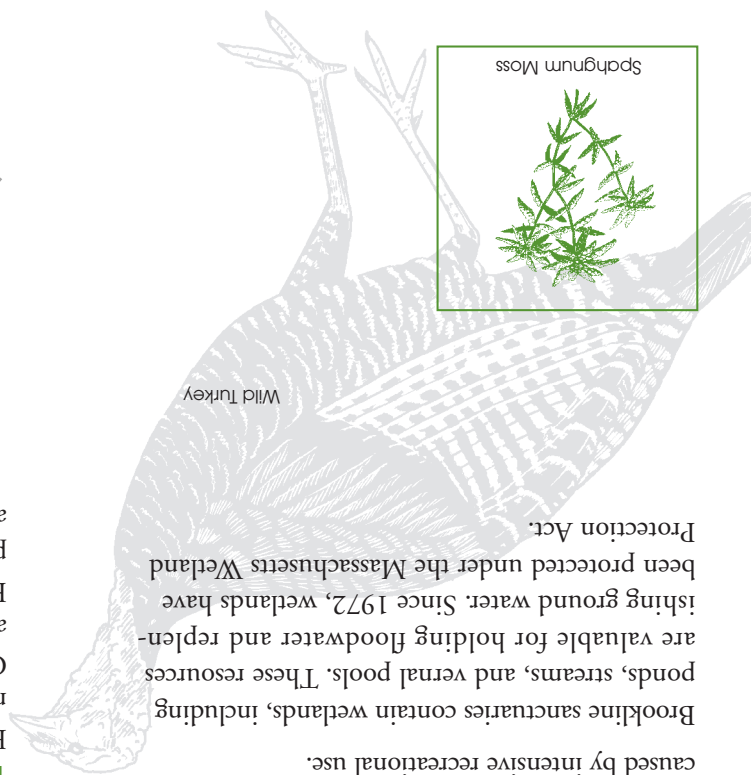 caused by intensive recreational use.
Brookline sanctuaries contain wetlands, including
ponds, streams, and vernal pools. These resources
are valuable for holding floodwater and replen-
ishing ground water. Since 1972, wetlands have
been protected under the Massachusetts Wetland
Protection Act.
Wild Turkey
Spahgnum Moss